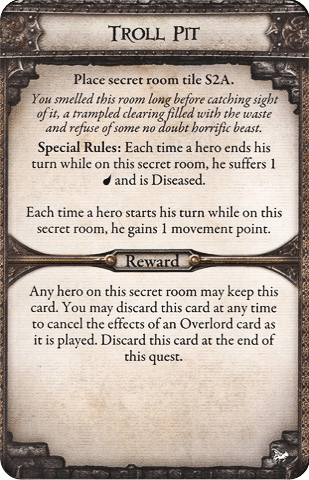 Troll Pit
Place secret room tile S2A.
You smelled this room long before catching sight
of it, a trampled clearing filled with the waste
and refuse of some no doubt horrific beast.
Special Rules: Each time a hero ends his
turn while on this secret room, he suffers 1
and is Diseased.
Each time a hero starts his turn while on this
secret room, he gains 1 movement point.
Reward
Any hero on this secret room may keep this
card. You may discard this card at any time
to cancel the effects of an Overlord card as
it is played. Discard this card at the end of
this quest.